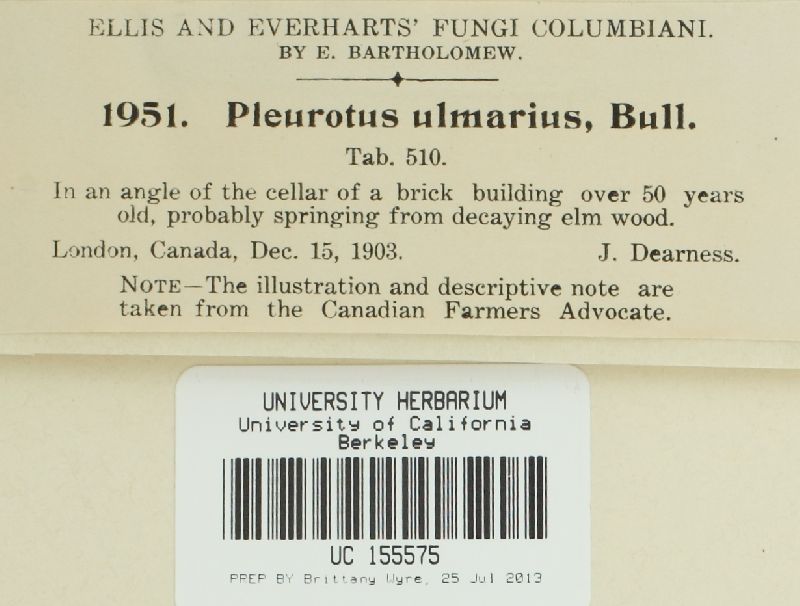 ELLIS AND EVERHARTS' FUNGI COLUMBIANI.
BY E. BARTHOLOMEW.
1951. Pleurotus ulmarius, Bull.
Tab. 510.
In an angle of the cellar of a brick building over 50 years
old, probably springing from decaying elm wood.
London, Canada, Dec. 15, 1903. J. Dearness.
NOTE—The illustration and descriptive note are
taken from the Canadian Farmers Advocate.
UNIVERSITY HERBARIUM
University of California
Berkeley
UC 155575
PREP BY Brittany Wyre, 25 Jul 2013